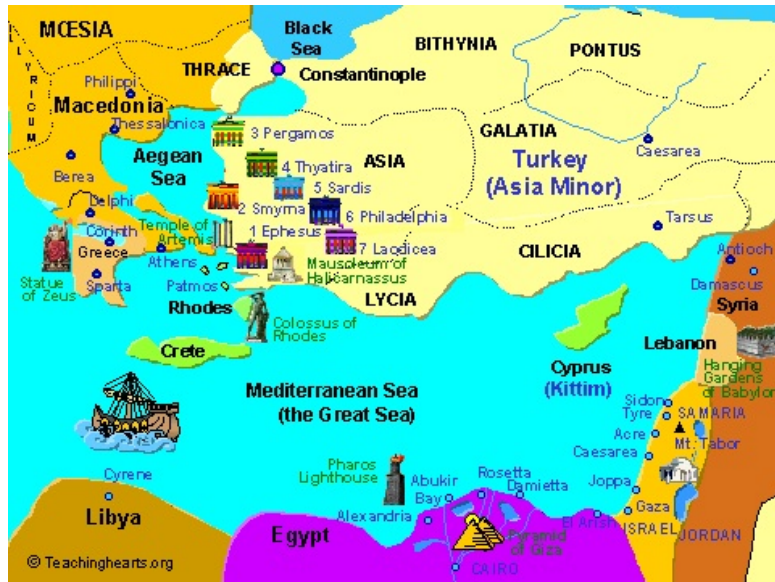 MŒSIA
ILLYRICUM
Black
Sea
BITHYNIA
PONTUS
THRACE
Constantinople
Philippi
Macedonia
Thessallonica
3 Pergamos
GALATIA
Aegean
Sea
4 Thyatira
ASIA
Caesarea
Turkey
(Asia Minor)
Berea
5 Sardis
Delphi
2 Smyrna
6 Philadelphia
Tarsus
Temple of
Artemis
Corinth
1 Ephesus
7 Laodicea
CILICIA
Antioch
Greece
Athens
Mausoleum of
Halicarnassus
Statue
of Zeus
Sparta
Patmos
Damascus
Rhodes
LYCIA
Syria
Colossus of
Rhodes
Crete
Lebanon
Cyprus
(Kittim)
Hanging
Gardens
of Babylon
Mediterranean Sea
(the Great Sea)
Sidon
Tyre
SAMARIA
Acre
Mt. Tabor
Caesarea
Pharos
Lighthouse
Cyrene
Abukir
Bay
Rosetta
Damietta
Joppa
Libya
Alexandria
Gaza
El Arish
ISRAEL
JORDAN
Egypt
Pyramid
of Giza
CAIRO
© Teachinghearts.org